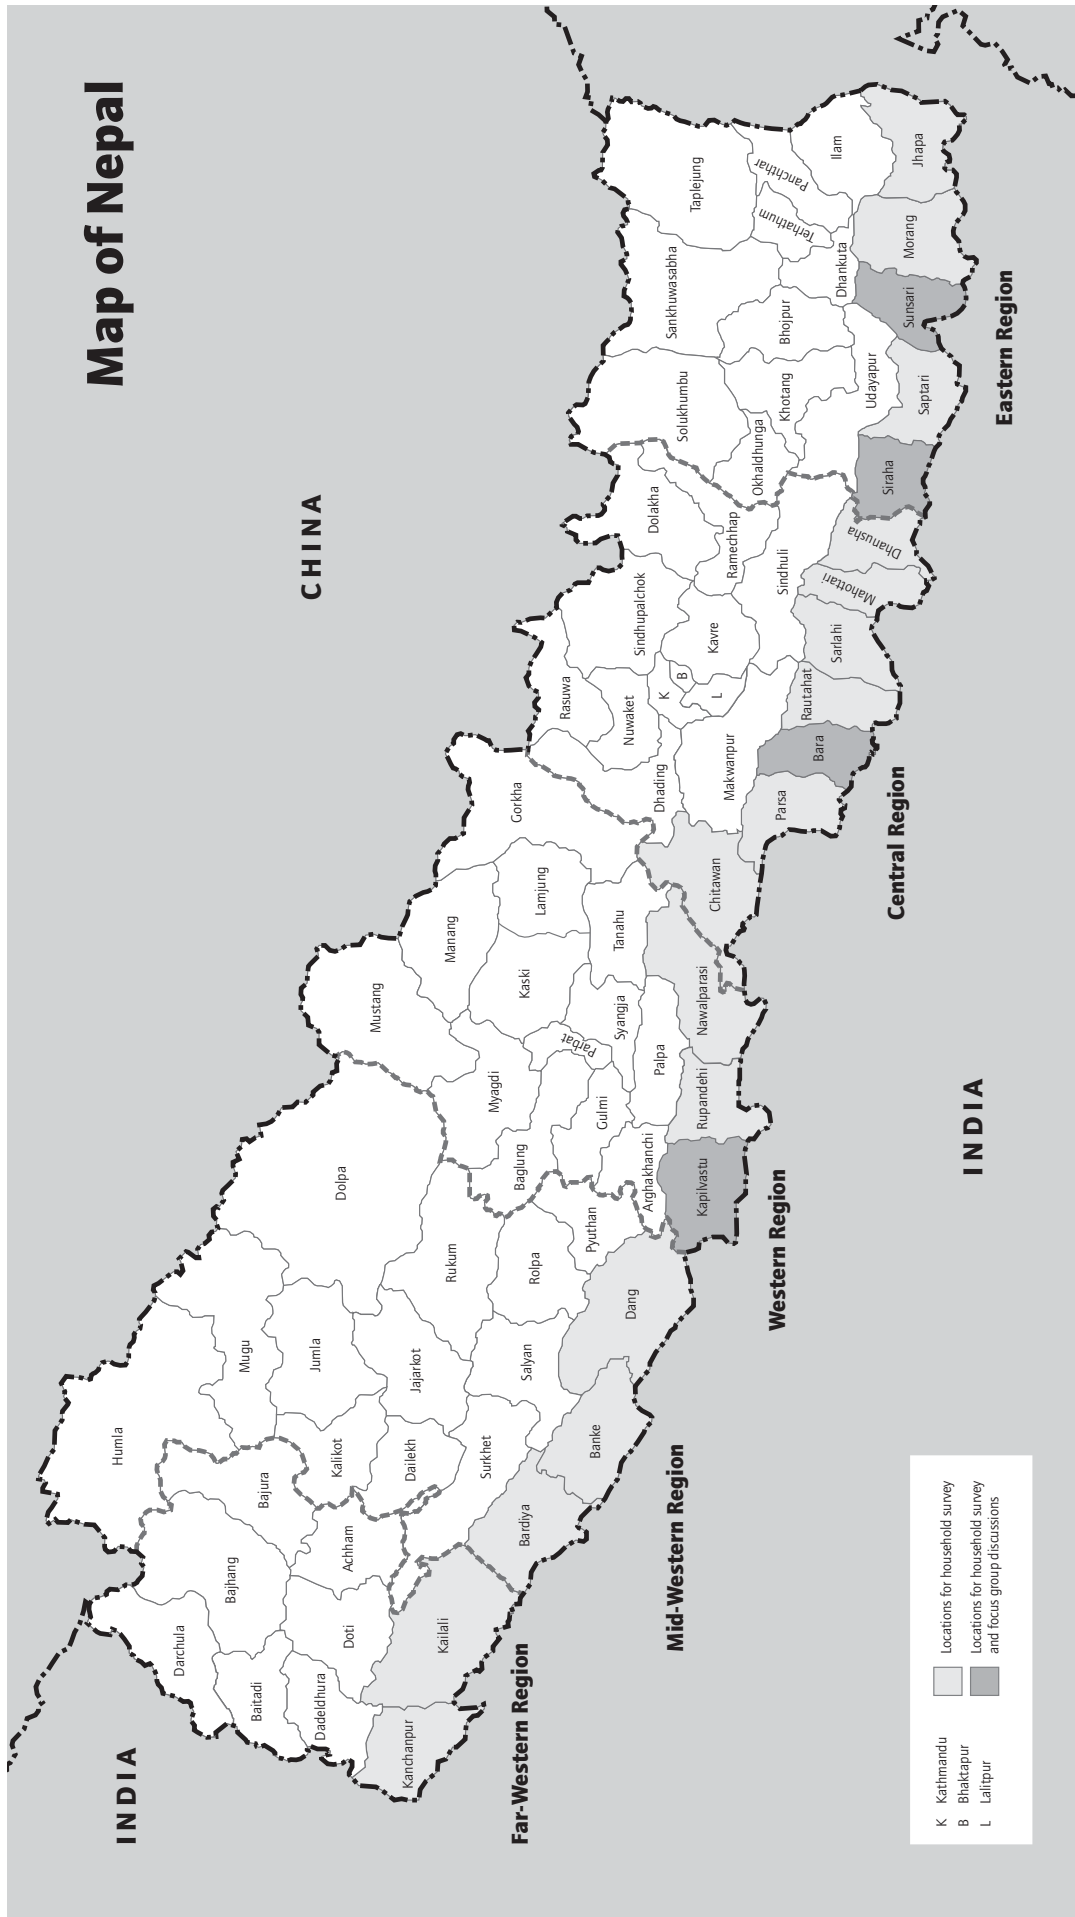 Map of Nepal
CHINA
INDIA
INDIA
Far-Western Region
Mid-Western Region
Western Region
Central Region
Eastern Region
Darchula
Bajhang
Humla
Baitadi
Bajura
Mugu
Dadeldhura
Doti
Achham
Kalikot
Jumla
Dolpa
Kanchanpur
Kailali
Dailekh
Jajarkot
Rukum
Surkhet
Salyan
Rolpa
Bardiya
Banke
Dang
Pyuthan
Mustang
Manang
Myagdi
Kaski
Lamjung
Gorkha
Baglung
Parbat
Gulmi
Syangja
Tanahu
Arghakhanchi
Palpa
Kapilvastu
Rupandehi
Nawalparasi
Chitawan
Rasuwa
Nuwaket
Dhading
Sindhupalchok
Dolakha
K
B
L
Kavre
Ramechhap
Makwanpur
Sindhuli
Parsa
Bara
Rautahat
Sarlahi
Mahottari
Dhanusha
Solukhumbu
Sankhuwasabha
Taplejung
Okhaldhunga
Khotang
Bhojpur
Terhathum
Panchthar
Dhankuta
Ilam
Udayapur
Siraha
Saptari
Sunsari
Morang
Jhapa
K Kathmandu
B Bhaktapur
L Lalitpur
Locations for household survey
Locations for household survey
and focus group discussions